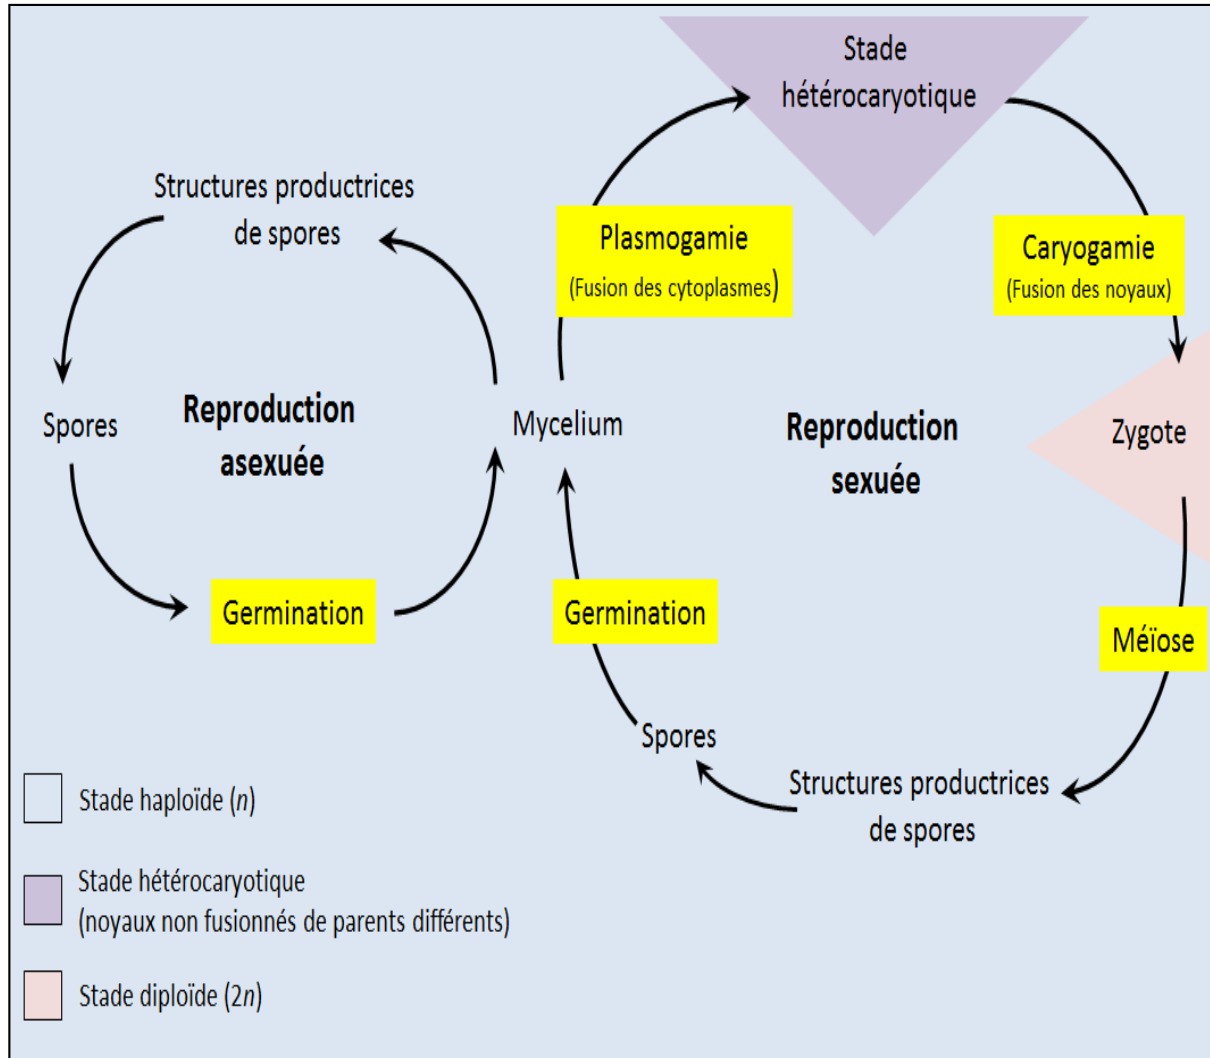 Stade
hétérocaryotique
Structures productrices
de spores
Plasmogamie
(Fusion des cytoplasmes)
Caryogamie
(Fusion des noyaux)
Spores
Reproduction
asexuée
Mycelium
Reproduction
sexuée
Zygote
Germination
Germination
Méïose
Spores
Structures productrices
de spores
Stade haploïde (n)
Stade hétérocaryotique
(noyaux non fusionnés de parents différents)
Stade diploïde (2n)